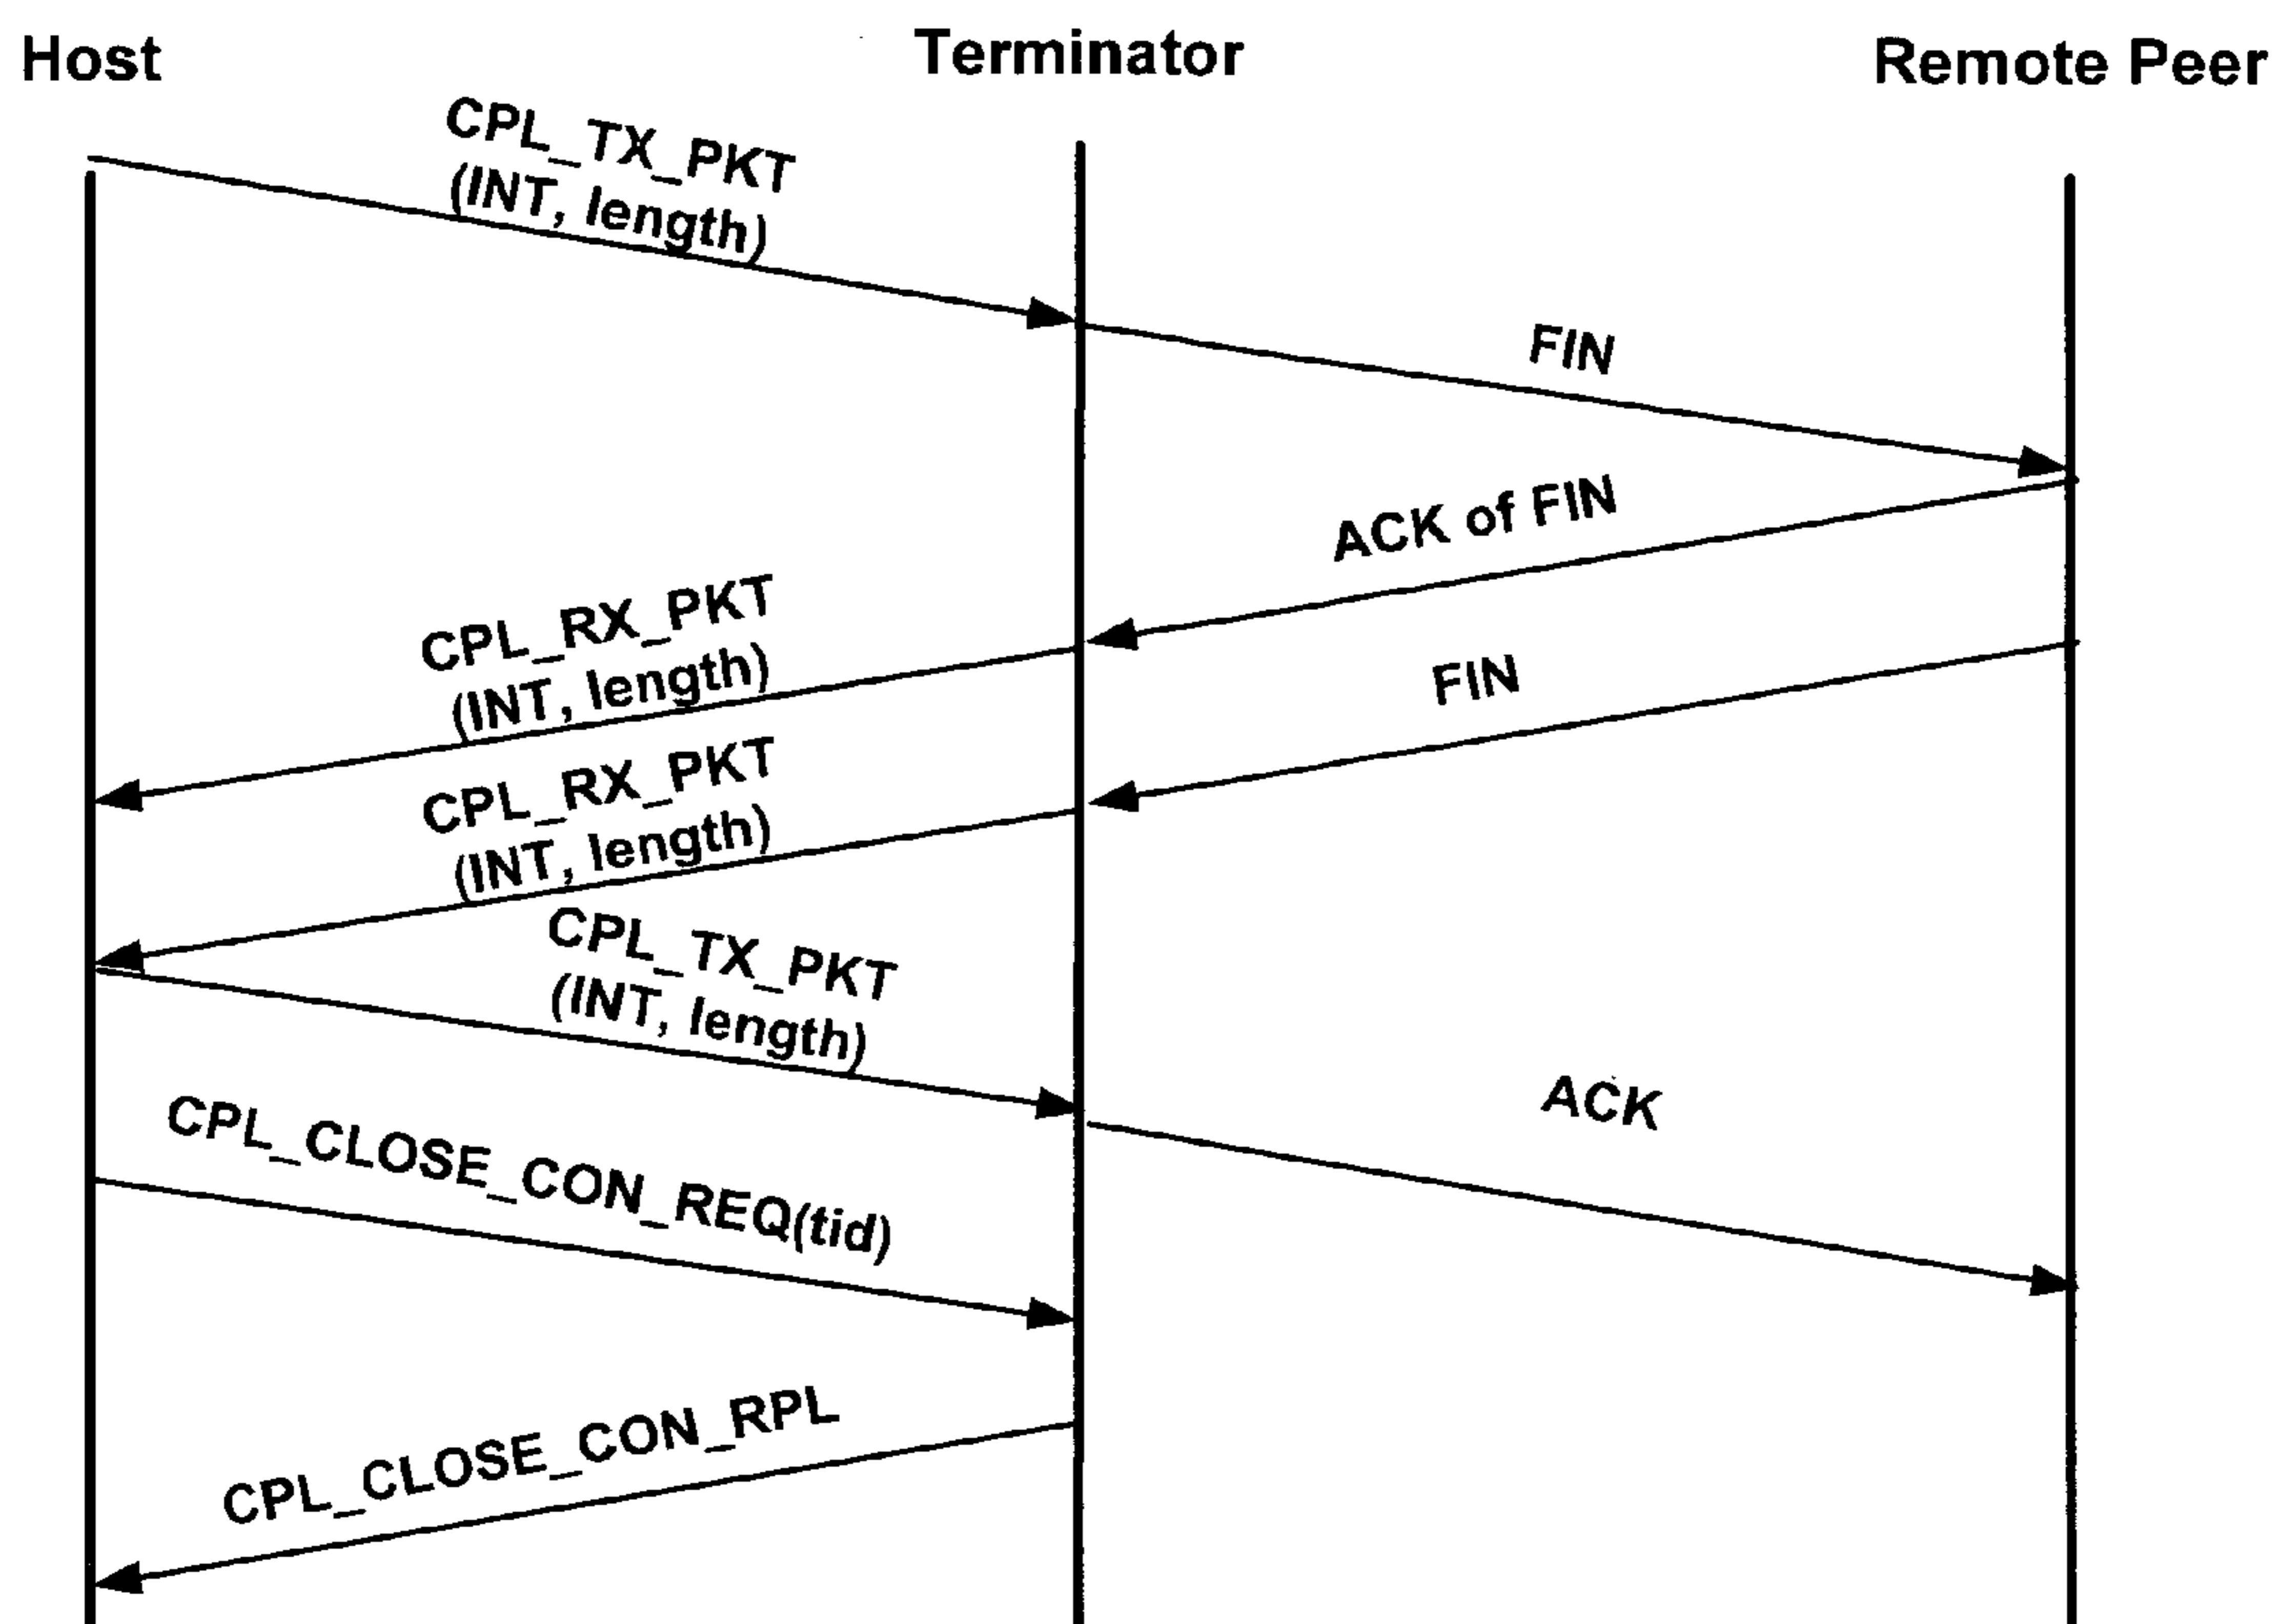 Host
Terminator
Remote Peer
CPL_TX_PKT
(INT, length)
FIN
ACK of FIN
CPL_RX_PKT
(INT, length)
FIN
CPL_RX_PKT
(INT, length)
CPL_TX_PKT
(INT, length)
ACK
CPL_CLOSE_CON_REQ(tid)
CPL_CLOSE_CON_RPL